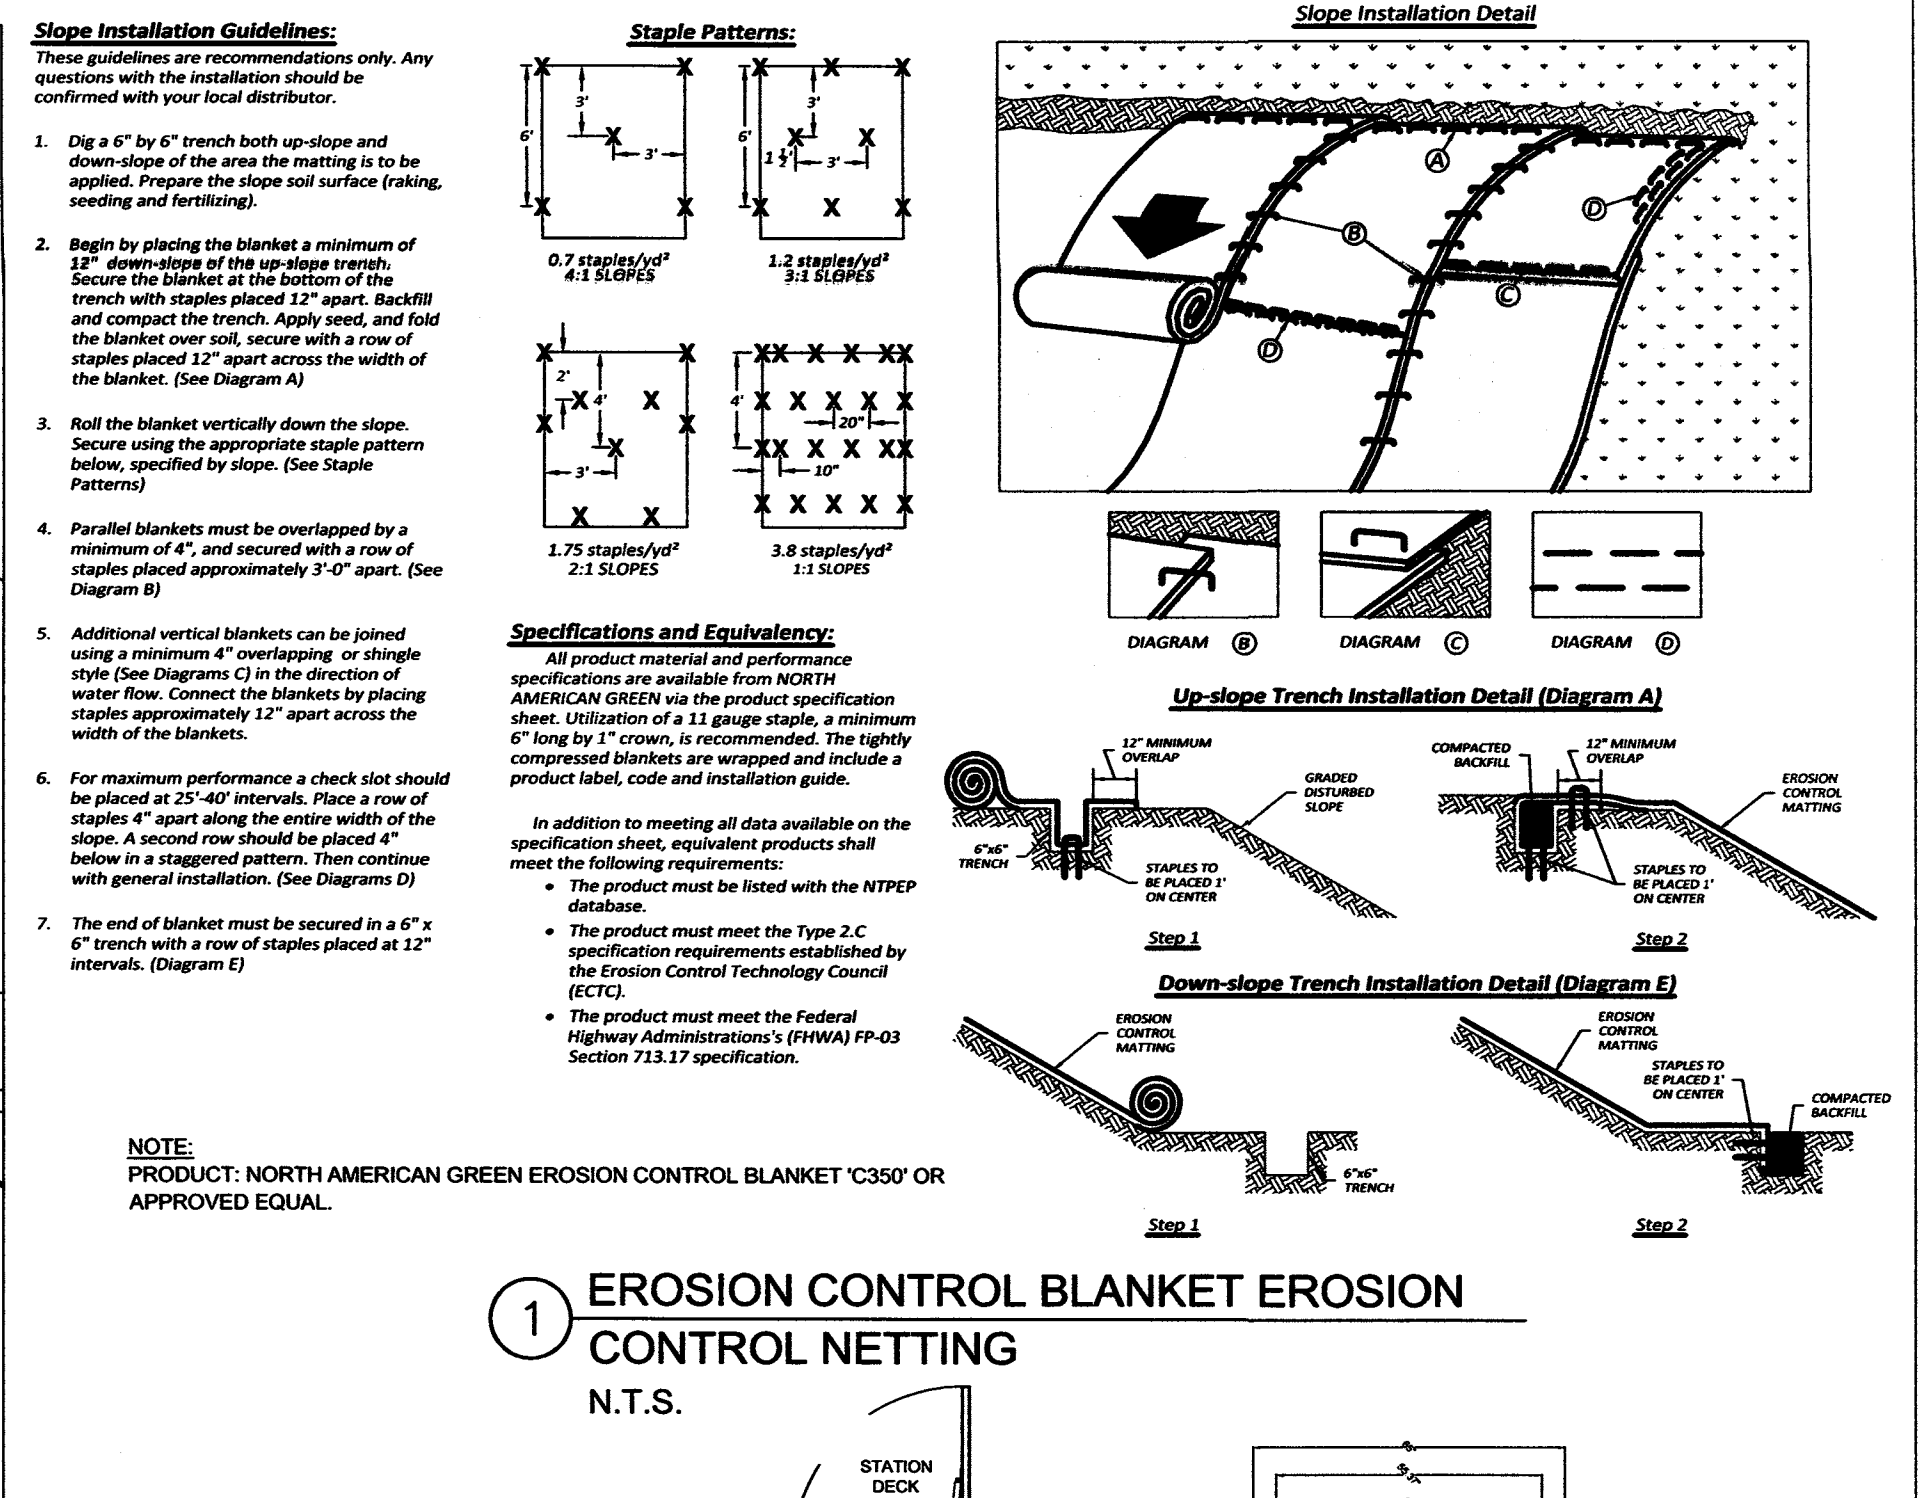 Slope Installation Guidelines:
These guidelines are recommendations only. Any
questions with the installation should be
confirmed with your local distributor.
1. Dig a 6" by 6" trench both up-slope and
down-slope of the area the matting is to be
applied. Prepare the slope soil surface (raking,
seeding and fertilizing).
2. Begin by placing the blanket a minimum of
12" down-slope of the up-slope trench.
Secure the blanket at the bottom of the
trench with staples placed 12" apart. Backfill
and compact the trench. Apply seed, and fold
the blanket over soil, secure with a row of
staples placed 12" apart across the width of
the blanket. (See Diagram A)
3. Roll the blanket vertically down the slope.
Secure using the appropriate staple pattern
below, specified by slope. (See Staple
Patterns)
4. Parallel blankets must be overlapped by a
minimum of 4", and secured with a row of
staples placed approximately 3'-0" apart. (See
Diagram B)
5. Additional vertical blankets can be joined
using a minimum 4" overlapping or shingle
style (See Diagrams C) in the direction of
water flow. Connect the blankets by placing
staples approximately 12" apart across the
width of the blankets.
6. For maximum performance a check slot should
be placed at 25'-40' intervals. Place a row of
staples 4" apart along the entire width of the
slope. A second row should be placed 4"
below in a staggered pattern. Then continue
with general installation. (See Diagrams D)
7. The end of blanket must be secured in a 6" x
6" trench with a row of staples placed at 12"
intervals. (Diagram E)
Staple Patterns:
3'
6'
3'
0.7 staples/yd²
4:1 SLOPES
3'
6'
1 ½'
3'
1.2 staples/yd²
3:1 SLOPES
2'
4'
3'
1.75 staples/yd²
2:1 SLOPES
4'
20"
10"
3.8 staples/yd²
1:1 SLOPES
Specifications and Equivalency:
All product material and performance
specifications are available from NORTH
AMERICAN GREEN via the product specification
sheet. Utilization of a 11 gauge staple, a minimum
6" long by 1" crown, is recommended. The tightly
compressed blankets are wrapped and include a
product label, code and installation guide.
In addition to meeting all data available on the
specification sheet, equivalent products shall
meet the following requirements:
• The product must be listed with the NTPEP
database.
• The product must meet the Type 2.C
specification requirements established by
the Erosion Control Technology Council
(ECTC).
• The product must meet the Federal
Highway Administrations's (FHWA) FP-03
Section 713.17 specification.
Slope Installation Detail
A
D
B
C
D
DIAGRAM B
DIAGRAM C
DIAGRAM D
Up-slope Trench Installation Detail (Diagram A)
12" MINIMUM
OVERLAP
GRADED
DISTURBED
SLOPE
6"x6"
TRENCH
STAPLES TO
BE PLACED 1'
ON CENTER
Step 1
COMPACTED
BACKFILL
12" MINIMUM
OVERLAP
EROSION
CONTROL
MATTING
STAPLES TO
BE PLACED 1'
ON CENTER
Step 2
Down-slope Trench Installation Detail (Diagram E)
EROSION
CONTROL
MATTING
6"x6"
TRENCH
Step 1
EROSION
CONTROL
MATTING
STAPLES TO
BE PLACED 1'
ON CENTER
COMPACTED
BACKFILL
Step 2
NOTE:
PRODUCT: NORTH AMERICAN GREEN EROSION CONTROL BLANKET 'C350' OR
APPROVED EQUAL.
1
EROSION CONTROL BLANKET EROSION
CONTROL NETTING
N.T.S.
STATION
DECK